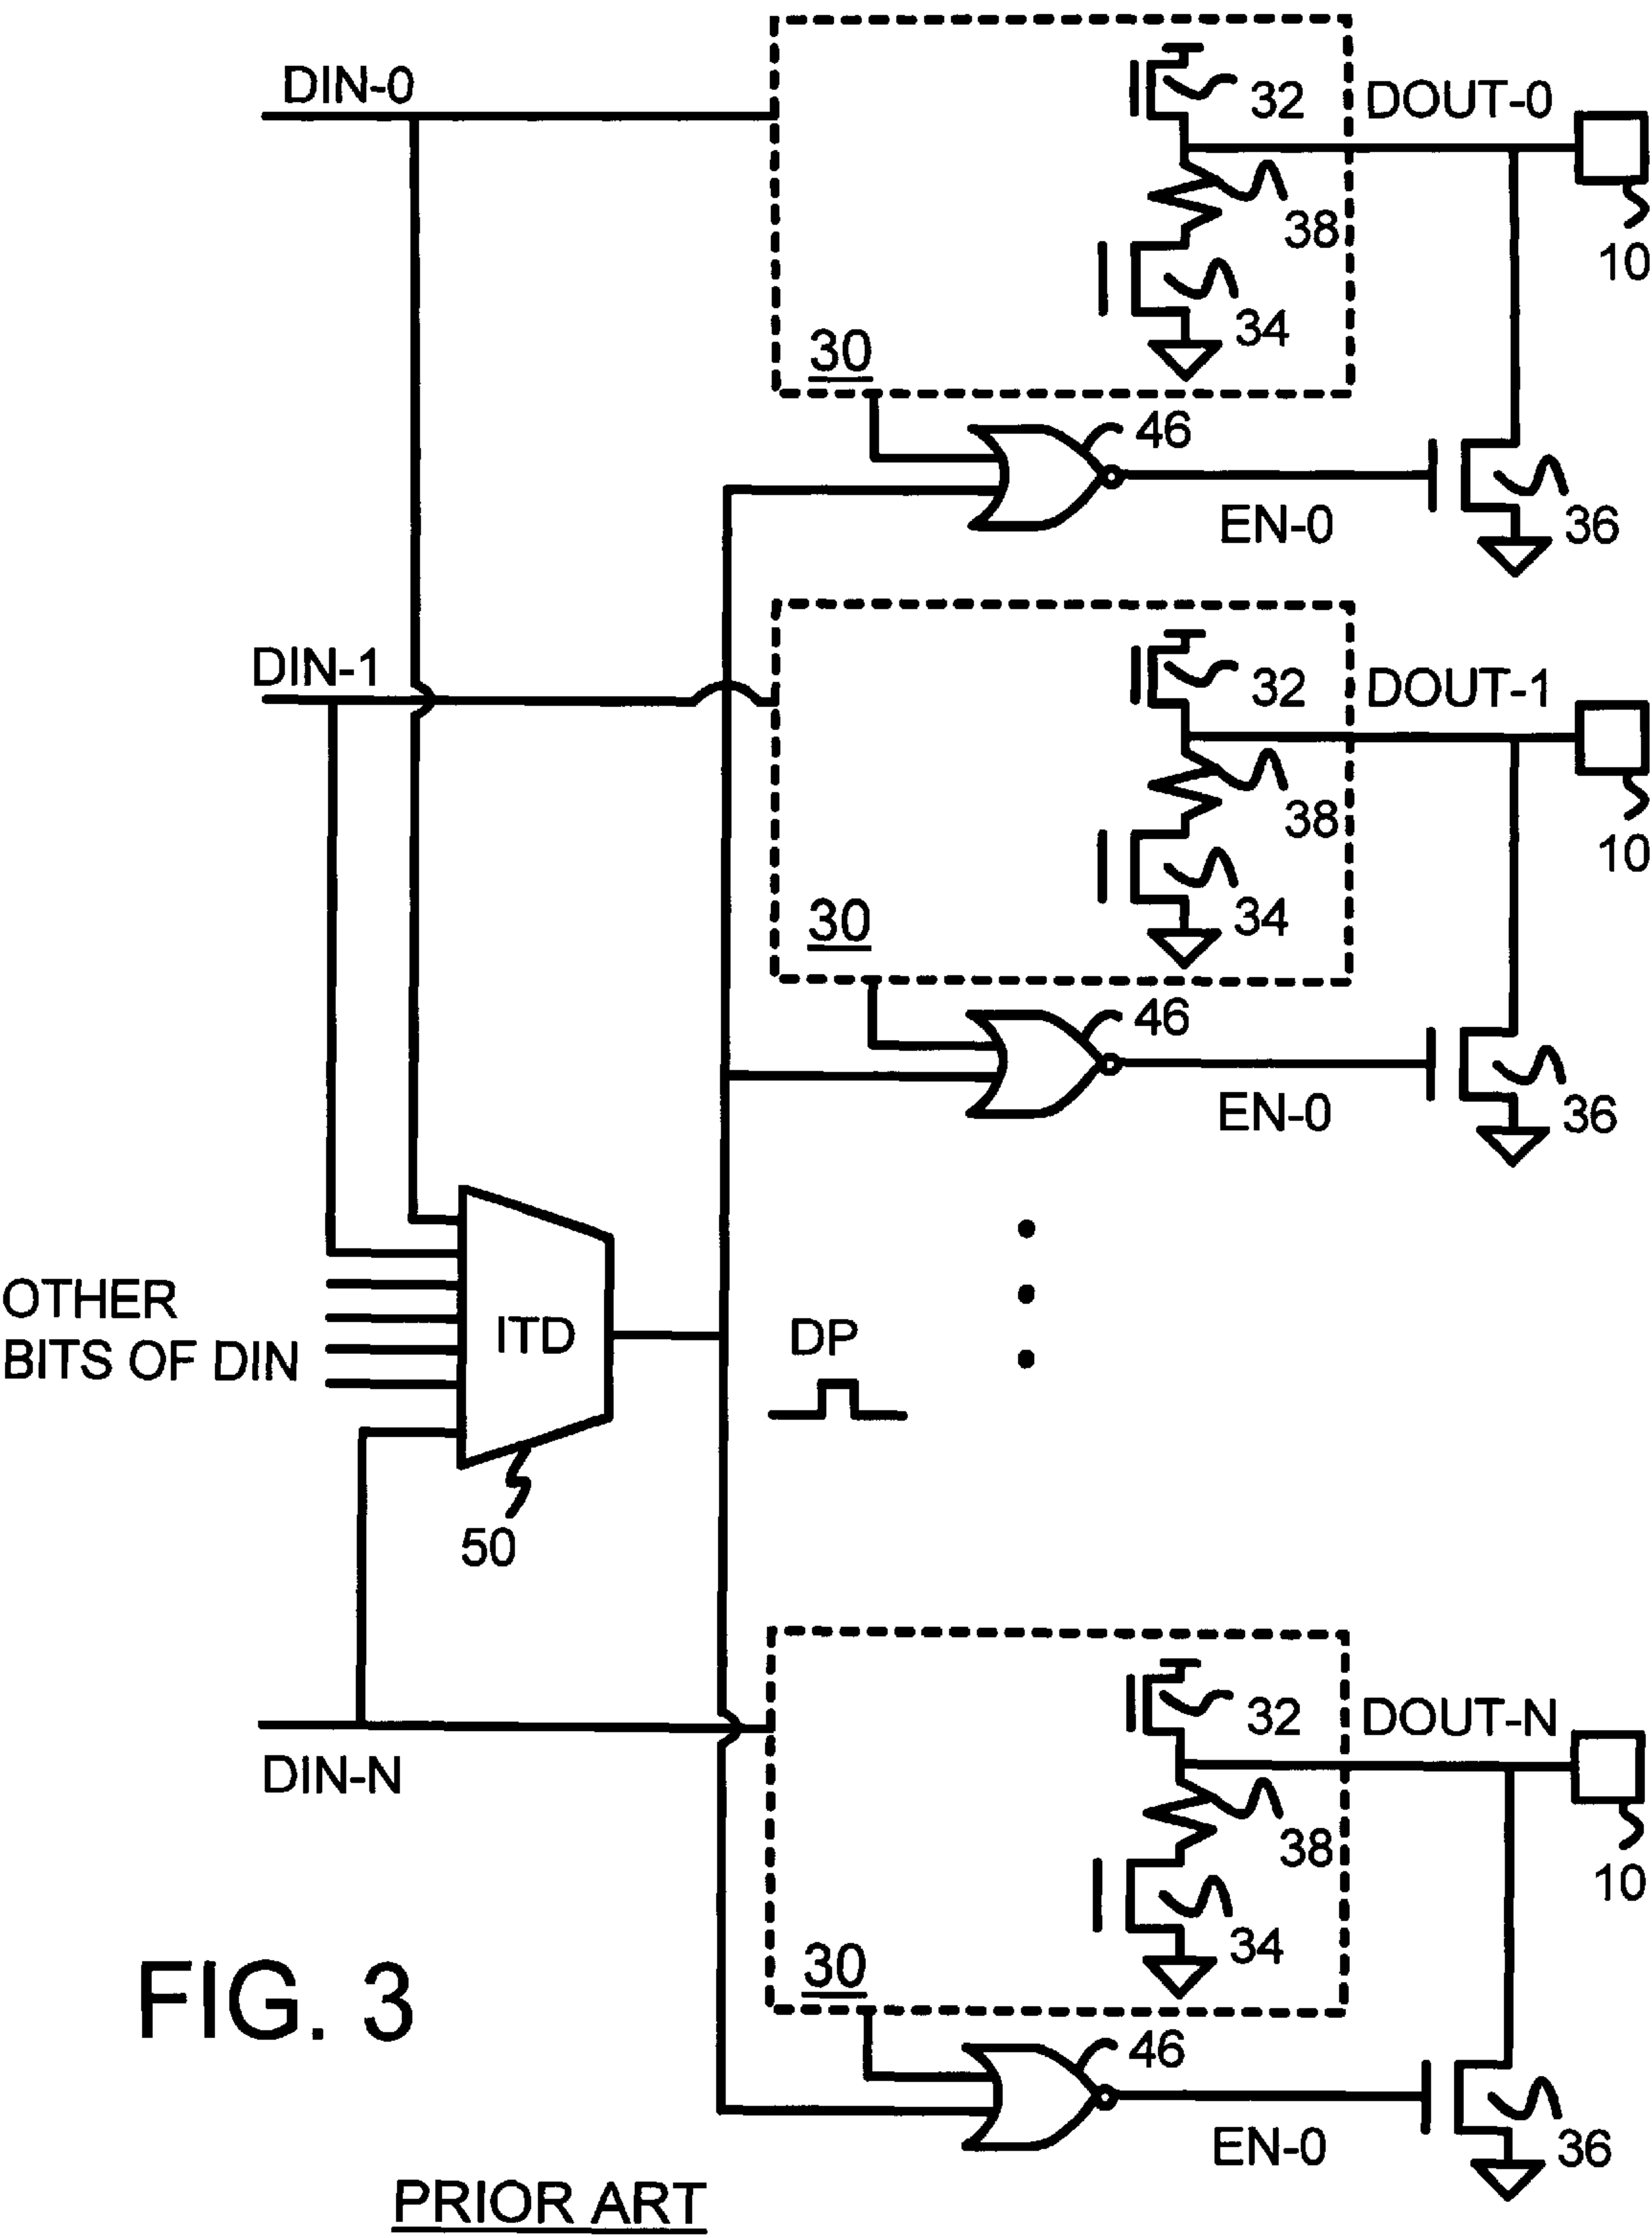 DIN-0
32
DOUT-0
38
10
34
30
46
EN-0
36
DIN-1
32
DOUT-1
38
10
34
30
46
EN-0
36
OTHER
BITS OF DIN
ITD
DP
50
DIN-N
32
DOUT-N
38
10
34
30
46
EN-0
36
FIG. 3
PRIOR ART